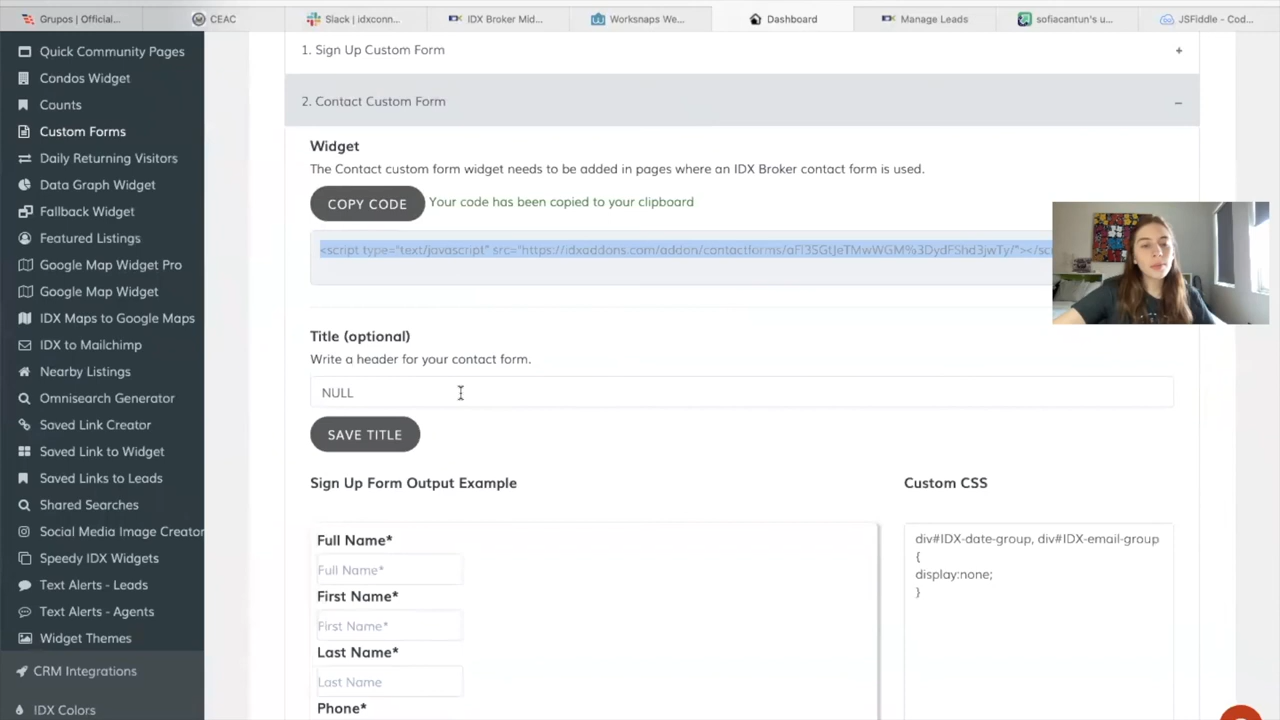 Grupos | Official...
CEAC
Slack | idxconn...
IDX Broker Mid...
Worksnaps We...
Dashboard
Manage Leads
sofiacantun's u...
JSFiddle - Cod...
Quick Community Pages
Condos Widget
Counts
Custom Forms
Daily Returning Visitors
Data Graph Widget
Fallback Widget
Featured Listings
Google Map Widget Pro
Google Map Widget
IDX Maps to Google Maps
IDX to Mailchimp
Nearby Listings
Omnisearch Generator
Saved Link Creator
Saved Link to Widget
Saved Links to Leads
Shared Searches
Social Media Image Creator
Speedy IDX Widgets
Text Alerts - Leads
Text Alerts - Agents
Widget Themes
CRM Integrations
IDX Colors
1. Sign Up Custom Form
+
2. Contact Custom Form
–
Widget
The Contact custom form widget needs to be added in pages where an IDX Broker contact form is used.
COPY CODE
Your code has been copied to your clipboard
<script type="text/javascript"
Title (optional)
Write a header for your contact form.
NULL
SAVE TITLE
Sign Up Form Output Example
Full Name*
Full Name*
First Name*
First Name*
Last Name*
Last Name
Phone*
Custom CSS
div#IDX-date-group, div#IDX-email-group
{
display:none;
}